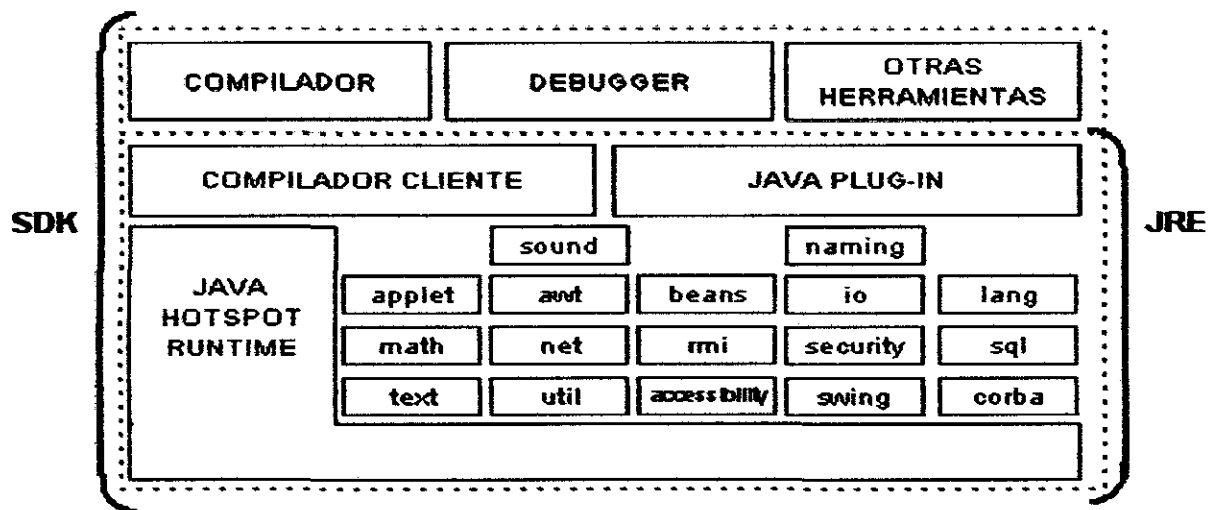 COMPILADOR
DEBUGGER
OTRAS
HERRAMIENTAS
COMPILADOR CLIENTE
JAVA PLUG-IN
SDK
JRE
sound
naming
JAVA
HOTSPOT
RUNTIME
applet
awt
beans
io
lang
math
net
rmi
security
sql
text
util
accessibility
swing
corba